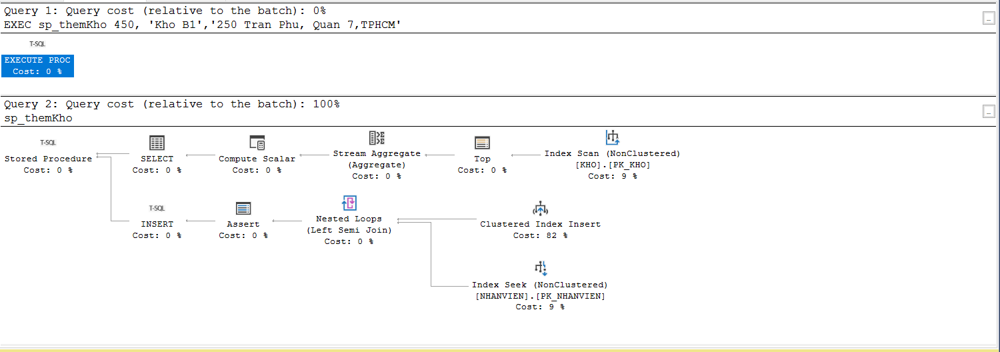 Query 1: Query cost (relative to the batch): 0%
EXEC sp_themKho 450, 'Kho B1','250 Tran Phu, Quan 7,TPHCM'
...
T-SQL
EXECUTE PROC
Cost: 0 %
Query 2: Query cost (relative to the batch): 100%
sp_themKho
...
T-SQL
Stored Procedure
Cost: 0 %
SELECT
Cost: 0 %
Compute Scalar
Cost: 0 %
Stream Aggregate
(Aggregate)
Cost: 0 %
Top
Cost: 0 %
Index Scan (NonClustered)
[KHO].[PK_KHO]
Cost: 9 %
T-SQL
INSERT
Cost: 0 %
Assert
Cost: 0 %
Nested Loops
(Left Semi Join)
Cost: 0 %
Clustered Index Insert
Cost: 82 %
Index Seek (NonClustered)
[NHANVIEN].[PK_NHANVIEN]
Cost: 9 %